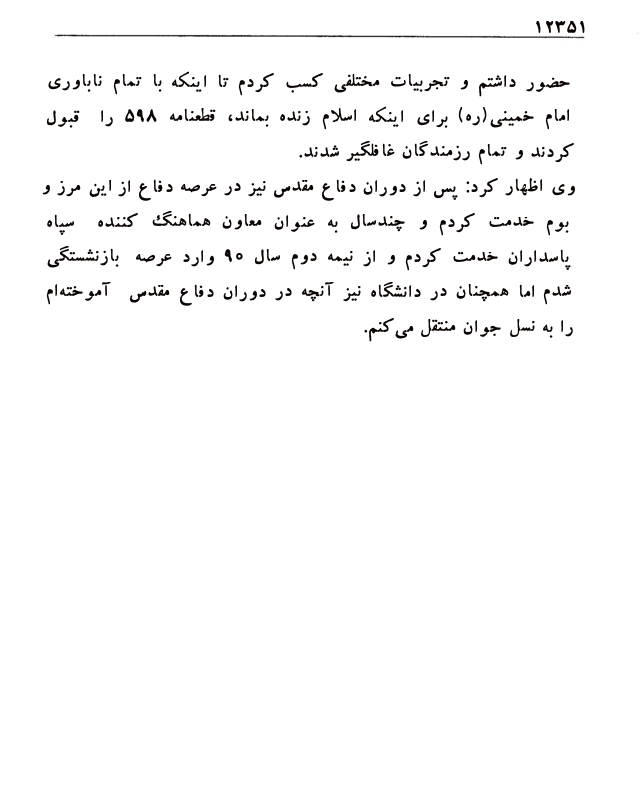 ۱۲۳۵۱
حضور داشتم و تجربیات مختلفی کسب کردم تا اینکه با تمام ناباوری
امام خمینی(ره) برای اینکه اسلام زنده بماند، قطعنامه ۵۹۸ را قبول
کردند و تمام رزمندگان غافلگیر شدند.
وی اظهار کرد: پس از دوران دفاع مقدس نیز در عرصه دفاع از این مرز و
بوم خدمت کردم و چندسال به عنوان معاون هماهنگ کننده سپاه
پاسداران خدمت کردم و از نیمه دوم سال ۹۰ وارد عرصه بازنشستگی
شدم اما همچنان در دانشگاه نیز آنچه در دوران دفاع مقدس آموخته‌ام
را به نسل جوان منتقل می‌کنم.